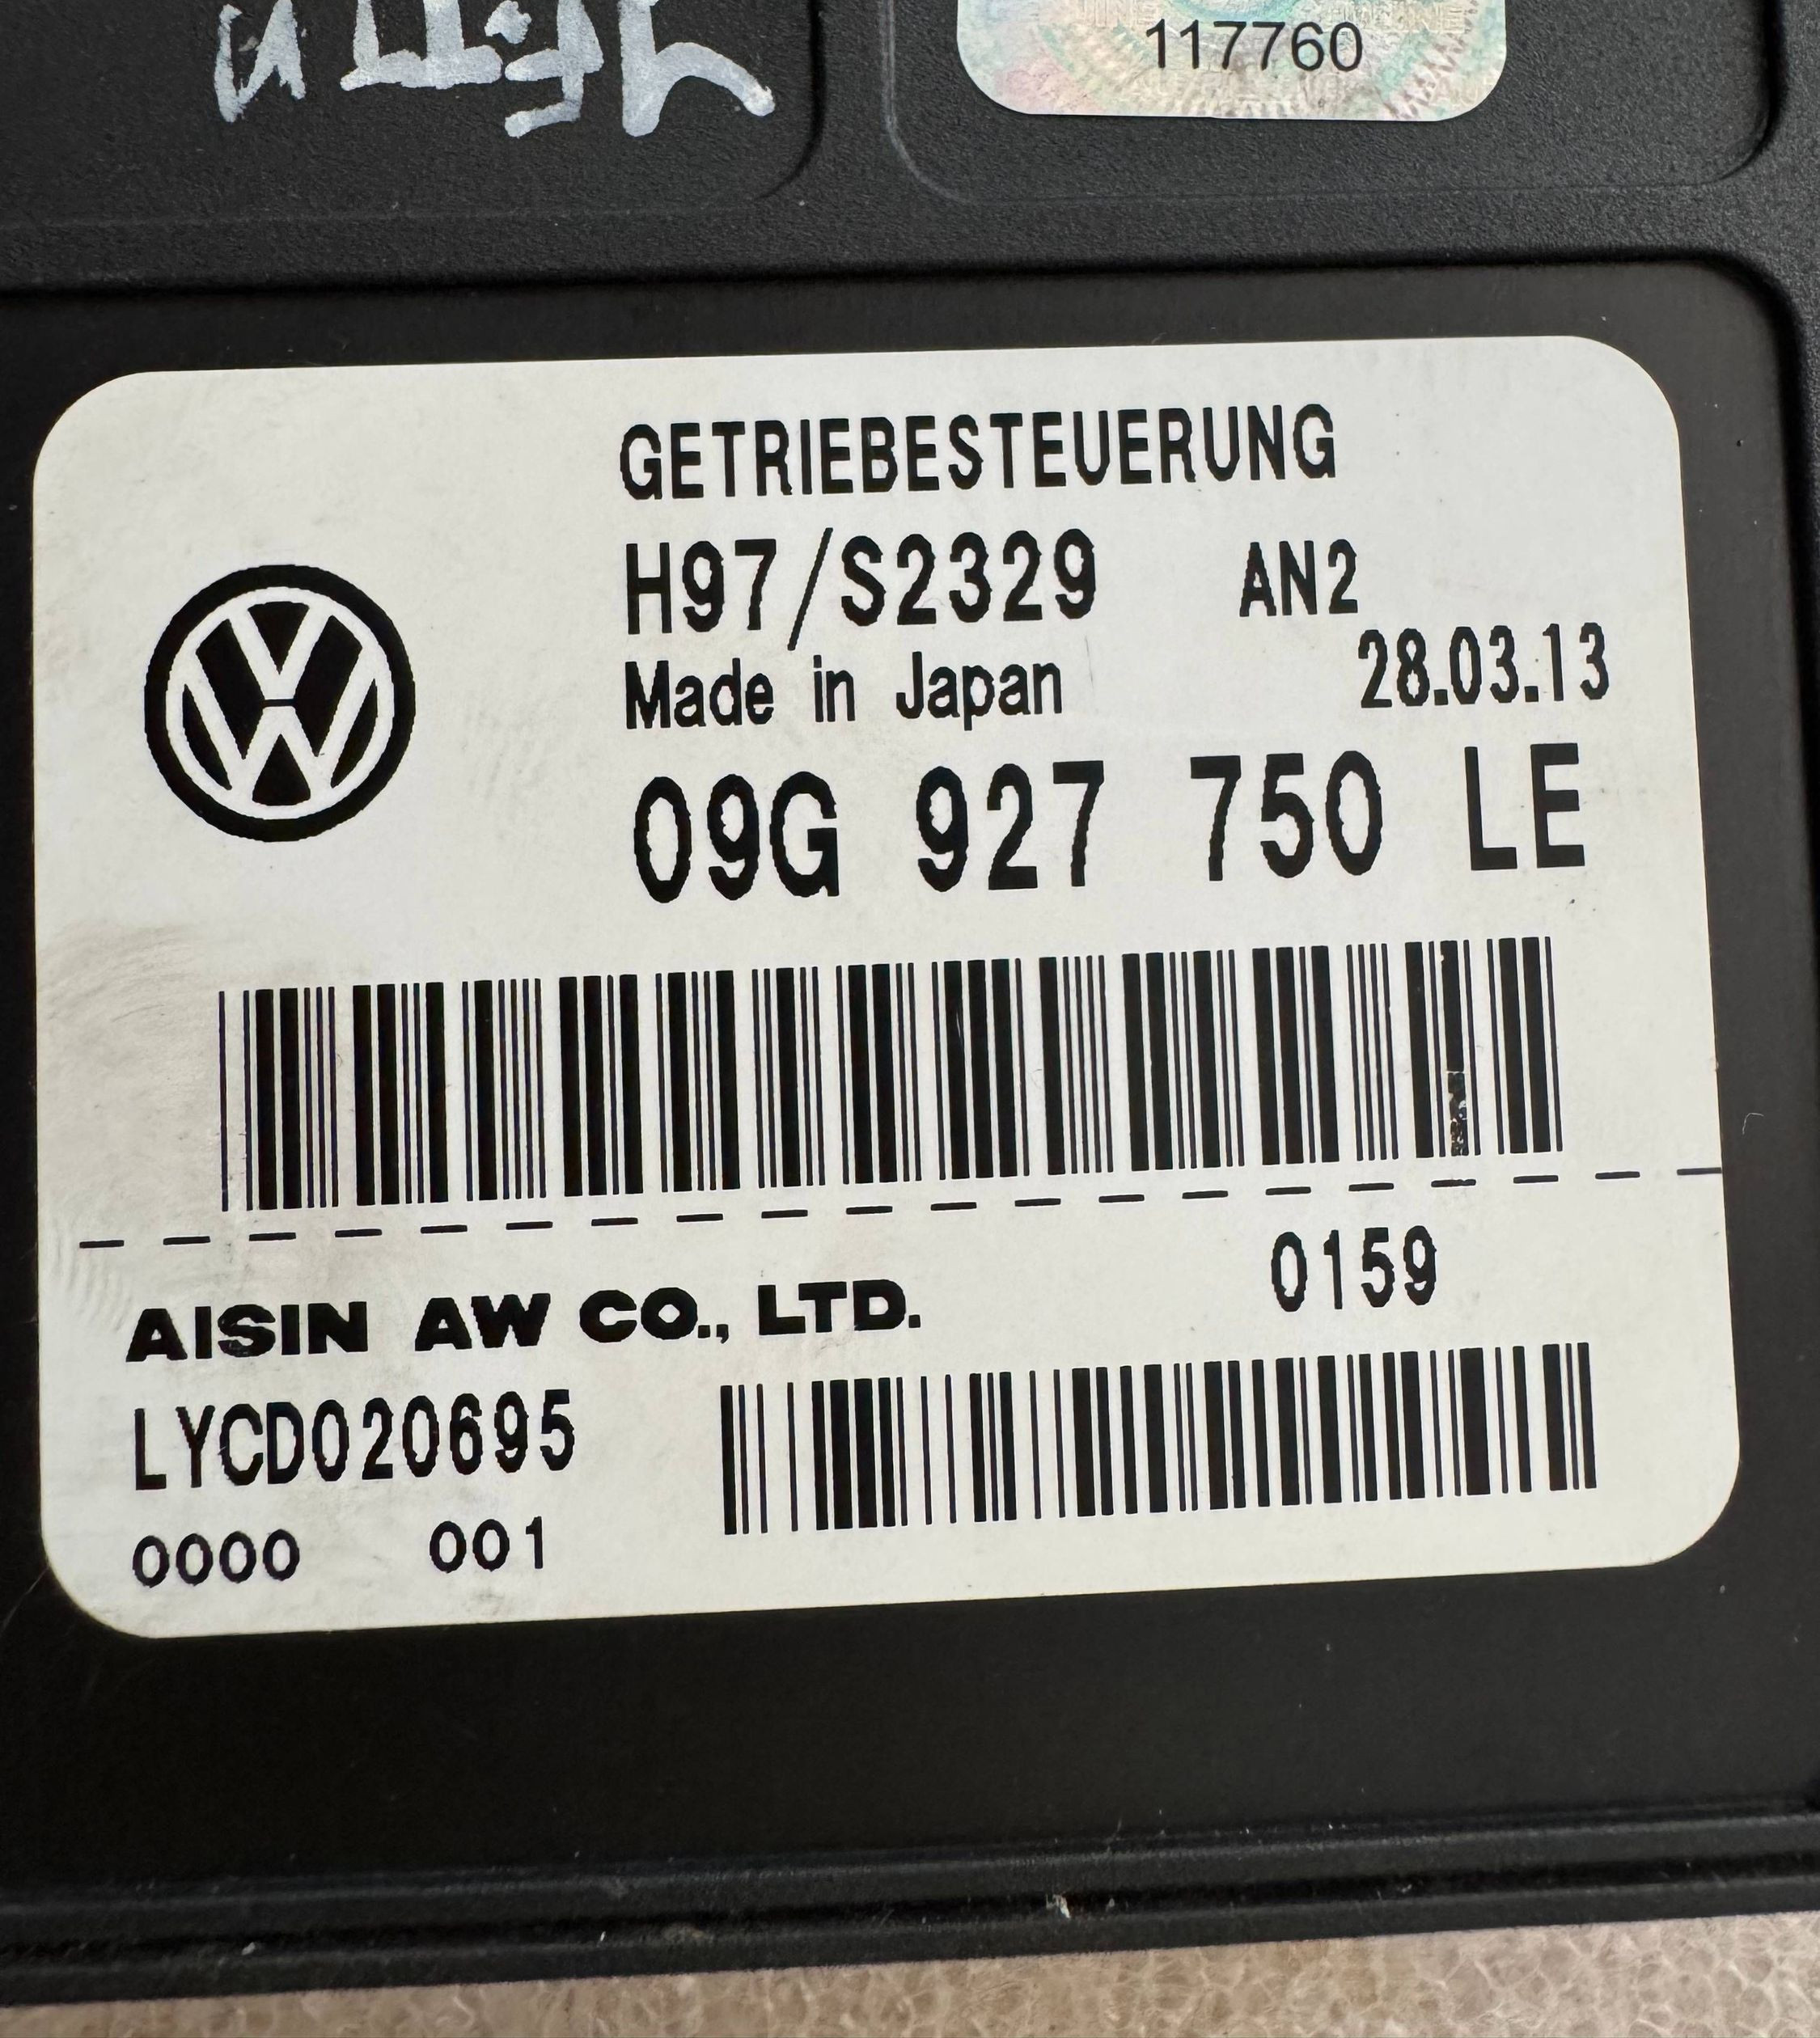 117760
GETRIEBESTEUERUNG
H97/S2329 AN2
Made in Japan 28.03.13
09G 927 750 LE
0159
AISIN AW CO., LTD.
LYCD020695
0000 001